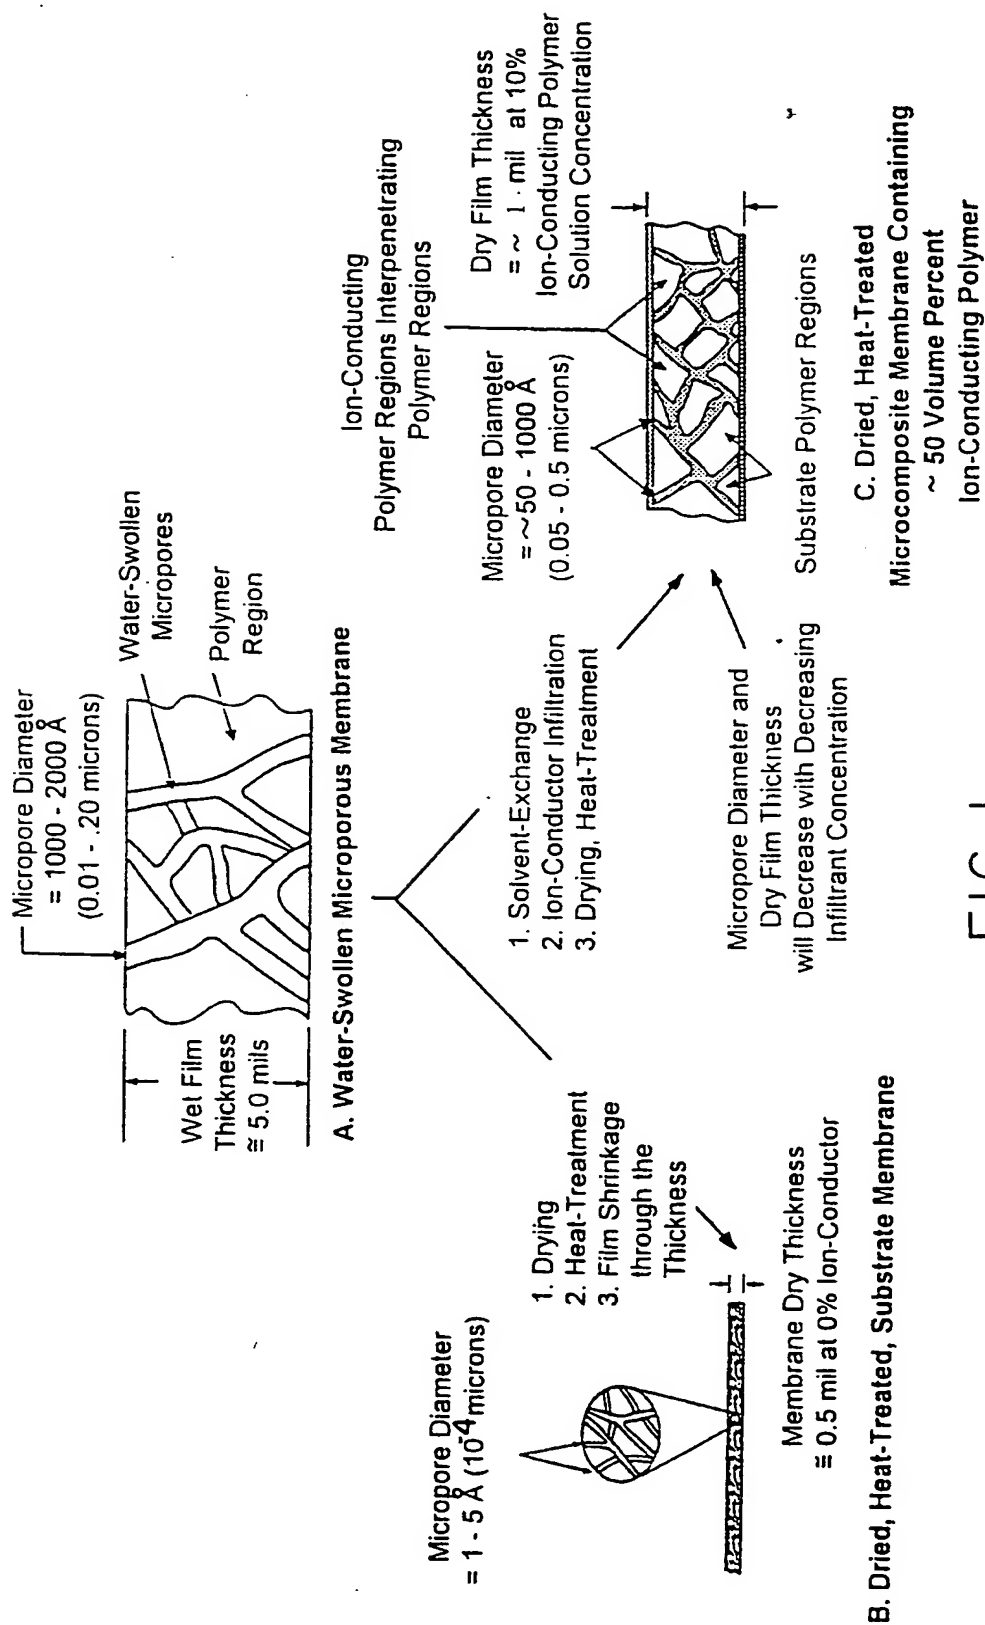 Micropore Diameter
= 1000 - 2000 Å
(0.01 - .20 microns)
Water-Swollen
Micropores
Polymer
Region
Wet Film
Thickness
≅ 5.0 mils
A. Water-Swollen Microporous Membrane
1. Drying
2. Heat-Treatment
3. Film Shrinkage
through the
Thickness
Micropore Diameter
= 1 - 5 Å (10-4 microns)
Membrane Dry Thickness
≅ 0.5 mil at 0% Ion-Conductor
B. Dried, Heat-Treated, Substrate Membrane
1. Solvent-Exchange
2. Ion-Conductor Infiltration
3. Drying, Heat-Treatment
Micropore Diameter and
Dry Film Thickness
will Decrease with Decreasing
Infiltrant Concentration
Ion-Conducting
Polymer Regions Interpenetrating
Polymer Regions
Micropore Diameter
= ~50 - 1000 Å
(0.05 - 0.5 microns)
Dry Film Thickness
= ~ 1 · mil at 10%
Ion-Conducting Polymer
Solution Concentration
Substrate Polymer Regions
C. Dried, Heat-Treated
Microcomposite Membrane Containing
~ 50 Volume Percent
Ion-Conducting Polymer